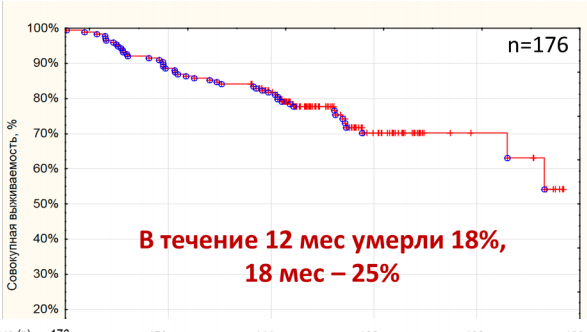 n=176
100%
90%
80%
70%
60%
50%
40%
30%
20%
Совокупная выживаемость, %
В течение 12 мес умерли 18%,
18 мес – 25%